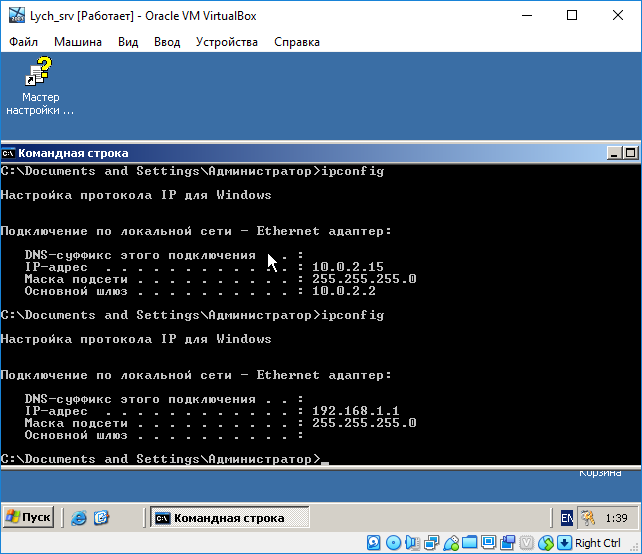 Lych_srv [Работает] - Oracle VM VirtualBox
Файл Машина Вид Ввод Устройства Справка
Мастер
настройки ...
Командная строка
C:\Documents and Settings\Администратор>ipconfig
Настройка протокола IP для Windows
Подключение по локальной сети - Ethernet адаптер:
DNS-суффикс этого подключения . . :
IP-адрес . . . . . . . . . . . . : 10.0.2.15
Маска подсети . . . . . . . . . . : 255.255.255.0
Основной шлюз . . . . . . . . . . : 10.0.2.2
C:\Documents and Settings\Администратор>ipconfig
Настройка протокола IP для Windows
Подключение по локальной сети - Ethernet адаптер:
DNS-суффикс этого подключения . . :
IP-адрес . . . . . . . . . . . . : 192.168.1.1
Маска подсети . . . . . . . . . . : 255.255.255.0
Основной шлюз . . . . . . . . . . :
C:\Documents and Settings\Администратор>_
Корзина
Пуск Командная строка EN 1:39
Right Ctrl